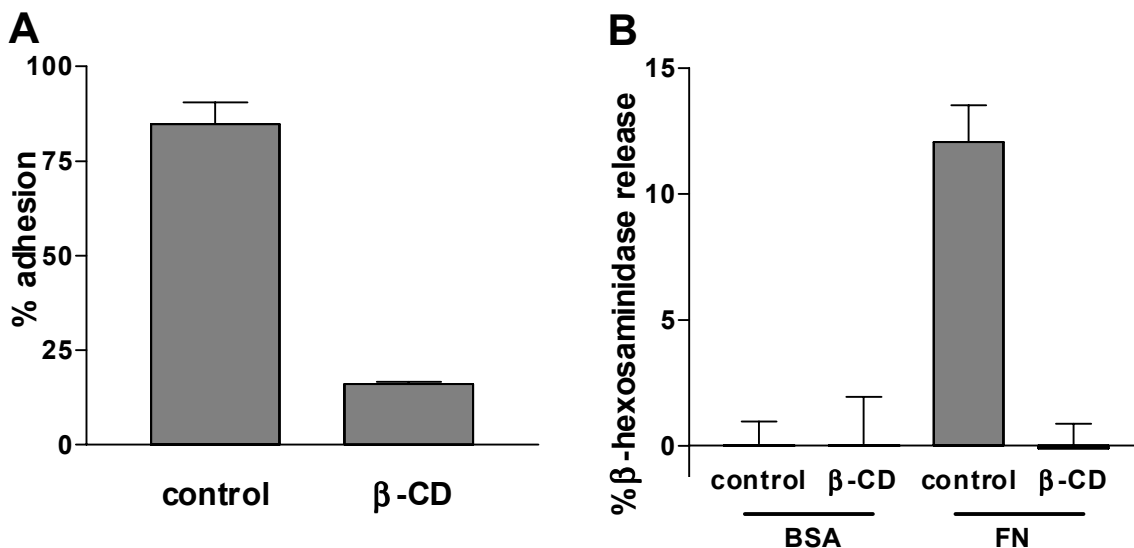 A
% adhesion
100
75
50
25
0
control β-CD
B
%β-hexosaminidase release
15
10
5
0
control β-CD control β-CD
BSA FN